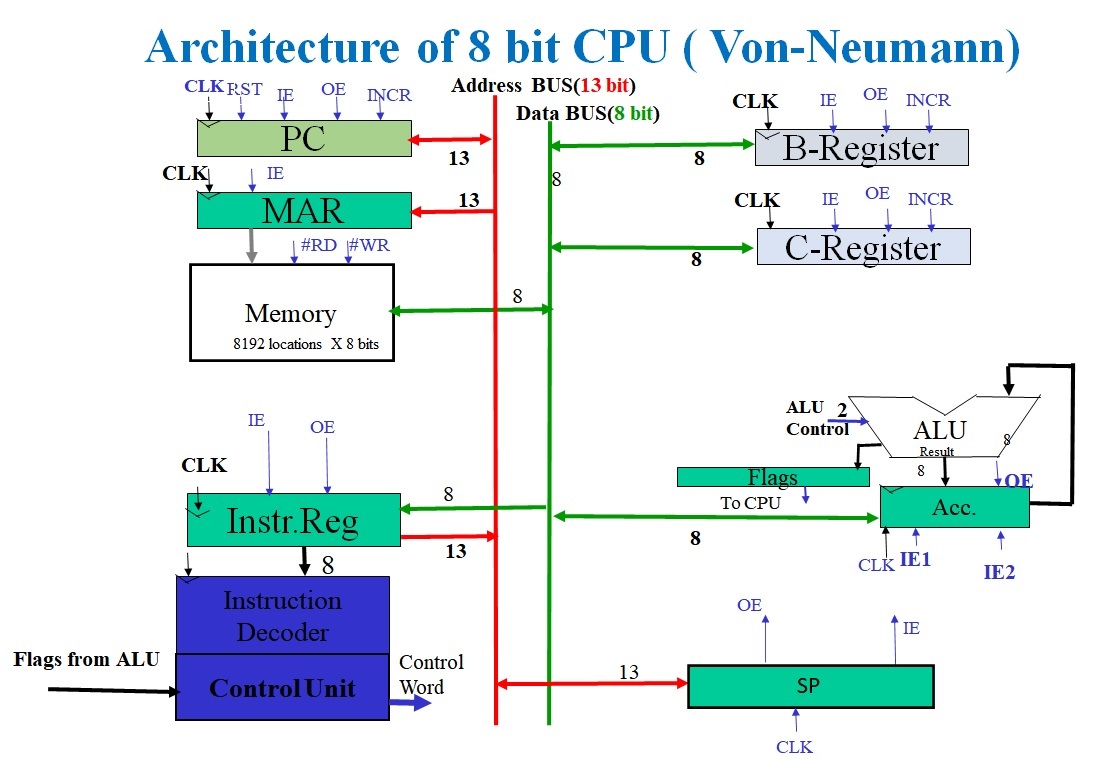 Architecture of 8 bit CPU ( Von-Neumann)
CLK RST IE OE INCR
Address BUS(13 bit)
Data BUS(8 bit)
CLK IE OE INCR
PC
13
8
B-Register
CLK IE
8
MAR
13
CLK IE OE INCR
#RD #WR
8
C-Register
Memory
8192 locations X 8 bits
8
ALU 2
Control
ALU
8
Result
8
OE
IE
OE
CLK
Flags
To CPU
Acc.
8
Instr.Reg
13
8
CLK IE1
IE2
8
Instruction
Decoder
OE
IE
Flags from ALU
Control Unit
Control
Word
13
SP
CLK